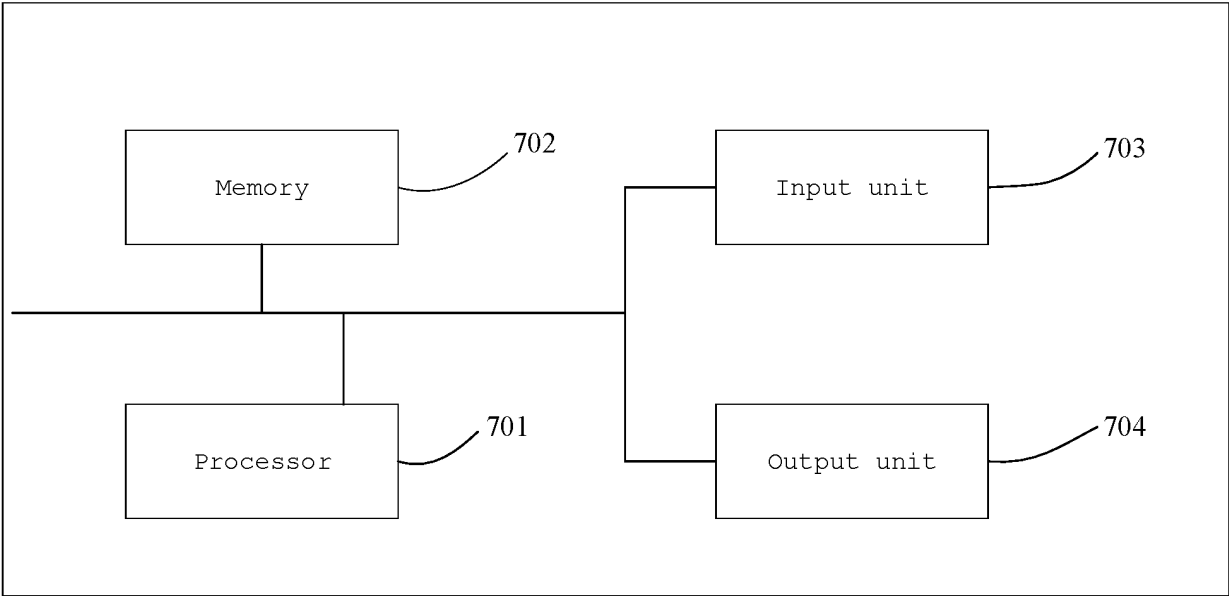 702
Memory
703
Input unit
701
Processor
704
Output unit